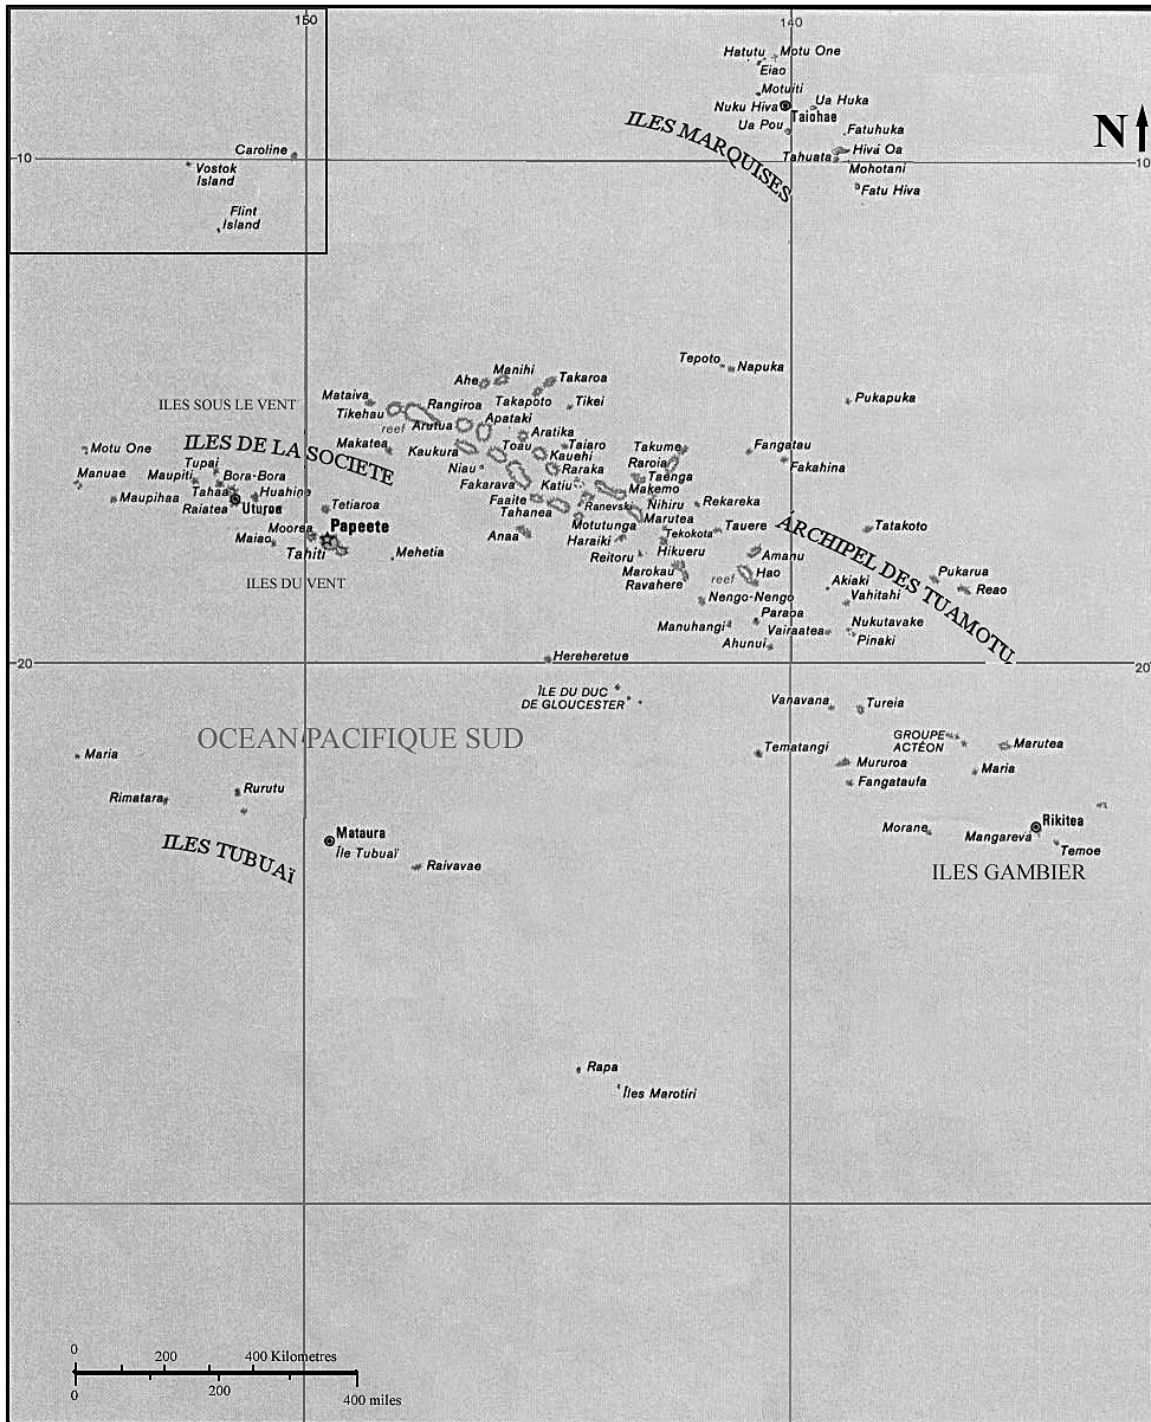 150
140
Hatutu
Motu One
Eiao
Motuiti
Nuku Hiva
Ua Huka
Taiohae
Ua Pou
Fatuhuka
ILES MARQUISES
N
Hiva Oa
Tahuata
Mohotani
Fatu Hiva
10
10
Caroline
Vostok
Island
Flint
Island
Tepoto
Napuka
Manihi
Ahe
Takaroa
Takapoto
Tikei
Pukapuka
Mataiva
Tikehau
Rangiroa
reef
Arutua
Apataki
ILES SOUS LE VENT
ILES DE LA SOCIETE
Makatea
Kaukura
Aratika
Toau
Taiaro
Kauehi
Takume
Fangatau
Raroia
Fakahina
Niau
Raraka
Taenga
Fakarava
Katiu
Makemo
Motu One
Manuae
Tupai
Maupiti
Bora-Bora
Tahaa
Huahine
Maupihaa
Raiatea
Uturoa
Tetiaroa
Faaite
Tahanea
Ranevski
Nihiru
Rekareka
Motutunga
Marutea
Moorea
Papeete
Maiao
Tahiti
Mehetia
Anaa
Haraiki
Tekokota
Tauere
Tatakoto
ARCHIPEL DES TUAMOTU
Reitoru
Hikueru
Amanu
ILES DU VENT
Marokau
Ravahere
reef
Hao
Akiaki
Pukarua
Reao
Nengo-Nengo
Vahitahi
Paraoa
Manuhangi
Vairaatea
Nukutavake
Pinaki
Ahunui
20
20
Hereheretue
ÎLE DU DUC
DE GLOUCESTER
Vanavana
Tureia
OCEAN PACIFIQUE SUD
GROUPE
ACTÉON
Marutea
Maria
Tematangi
Mururoa
Maria
Fangataufa
Rimatara
Rurutu
Morane
Rikitea
Mangareva
Temoe
Mataura
Île Tubuaï
ILES TUBUAï
Raivavae
ILES GAMBIER
Rapa
Îles Marotiri
0
200
400 Kilometres
0
200
400 miles